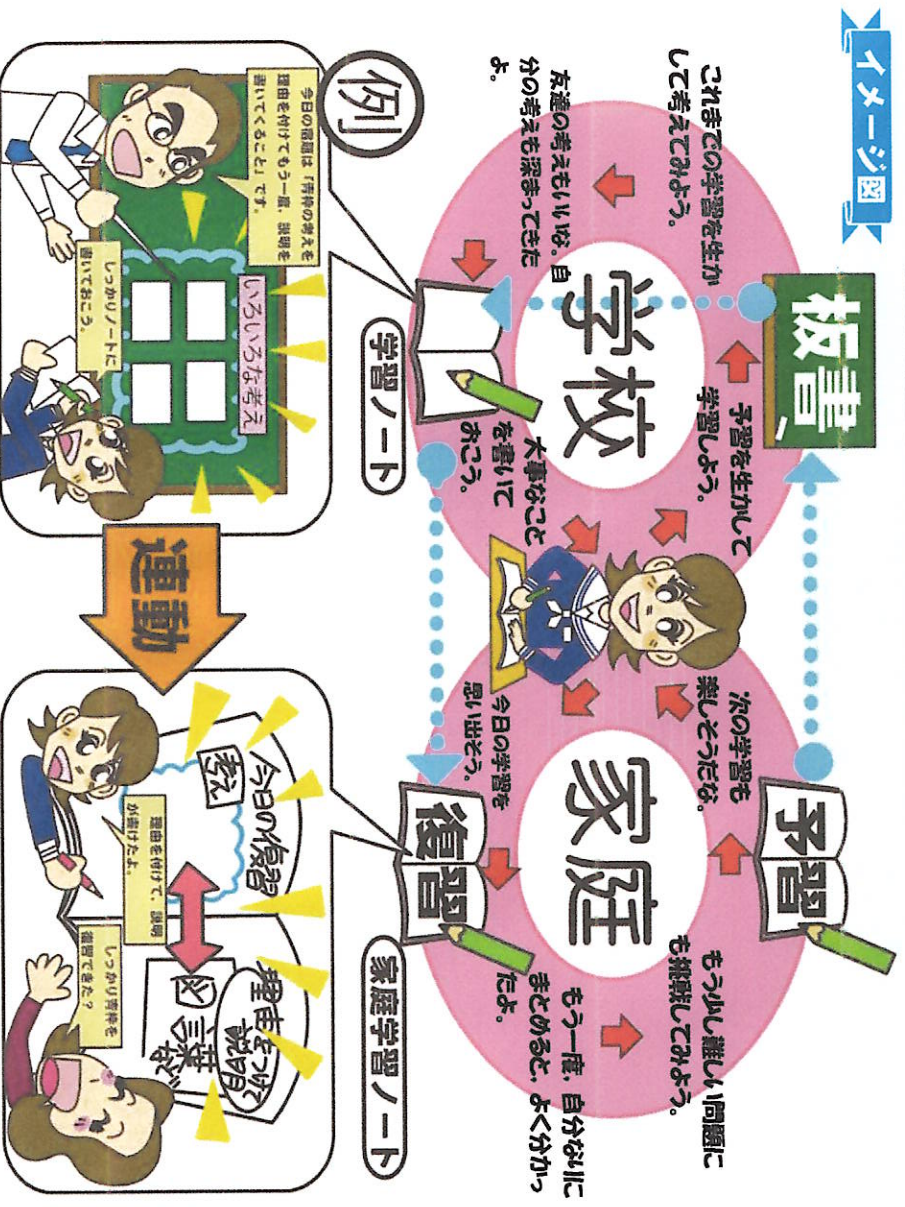 イメージ図
板書
予習
これまでの学習を生か
して考えてみよう。
予習を生かして
学習しよう。
次の学習も
楽しそうだな。
もう少し難しい問題に
も挑戦してみよう。
学校
家庭
友達の考えもいいな。自
分の考えも深まってきた
よ。
大事なこと
を書いて
おこう。
今日の学習を
思い出そう。
もう一度，自分なりに
まとめると，よく分かっ
たよ。
復習
学習ノート
家庭学習ノート
例
今日の宿題は「青枠の考えを
理由を付けてもう一度，説明を
書いてくること」です。
いろいろな考え
しっかりノートに
書いておこう。
連動
今日の復習
考え
理由をつけて
説明
図
言葉
など
理由を付けて，説明
が書けたよ。
しっかり青枠を
復習できた？